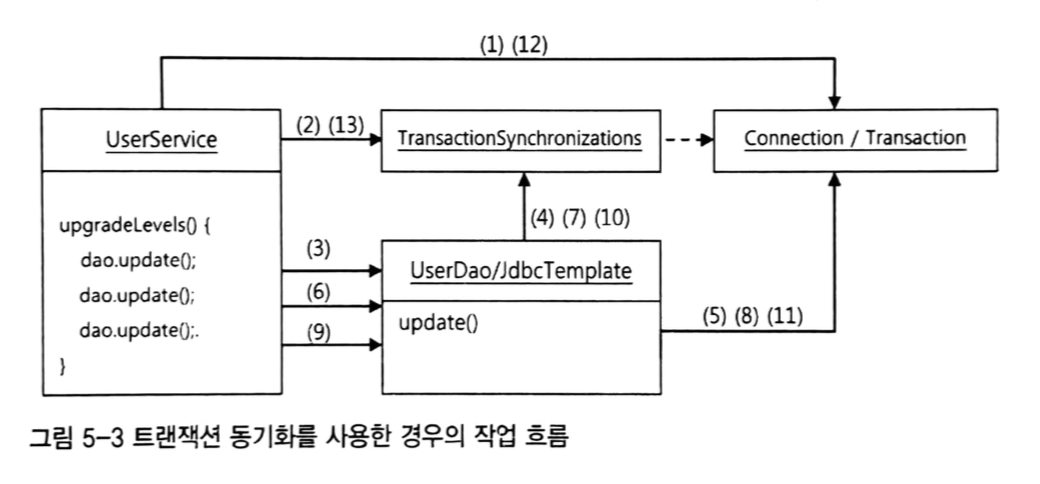 (1) (12)
UserService
(2) (13)
TransactionSynchronizations
Connection / Transaction
upgradeLevels() {
dao.update();
dao.update();
dao.update();.
}
(3)
(6)
(9)
(4) (7) (10)
UserDao/JdbcTemplate
update()
(5) (8) (11)
그림 5-3 트랜잭션 동기화를 사용한 경우의 작업 흐름